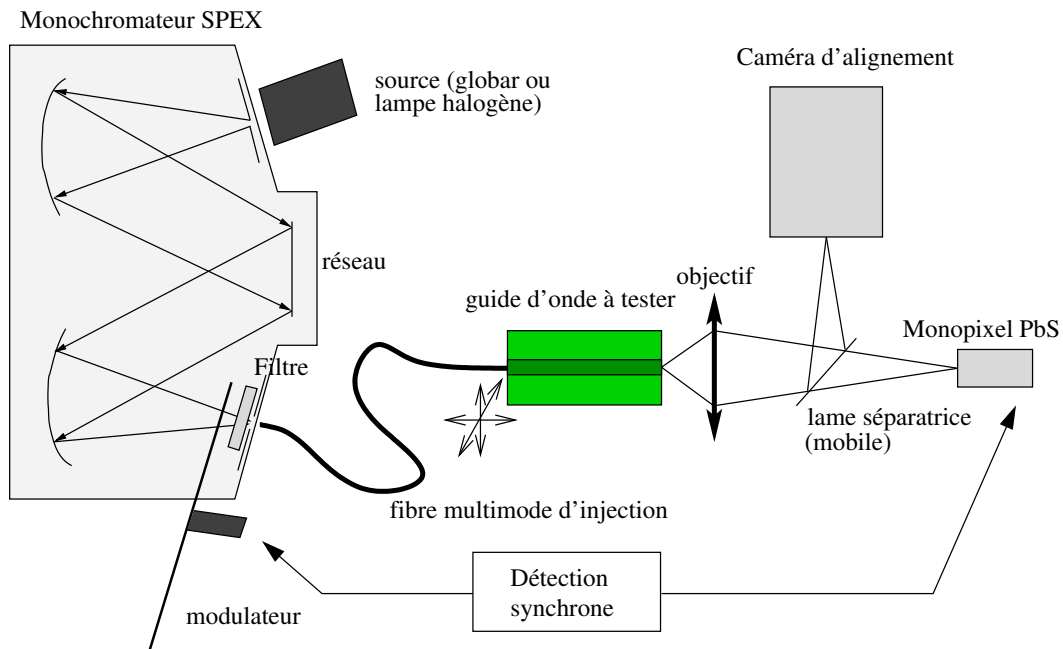 Monochromateur SPEX
source (globar ou
lampe halogène)
Caméra d'alignement
réseau
objectif
guide d'onde à tester
Monopixel PbS
Filtre
lame séparatrice
(mobile)
fibre multimode d'injection
Détection
synchrone
modulateur